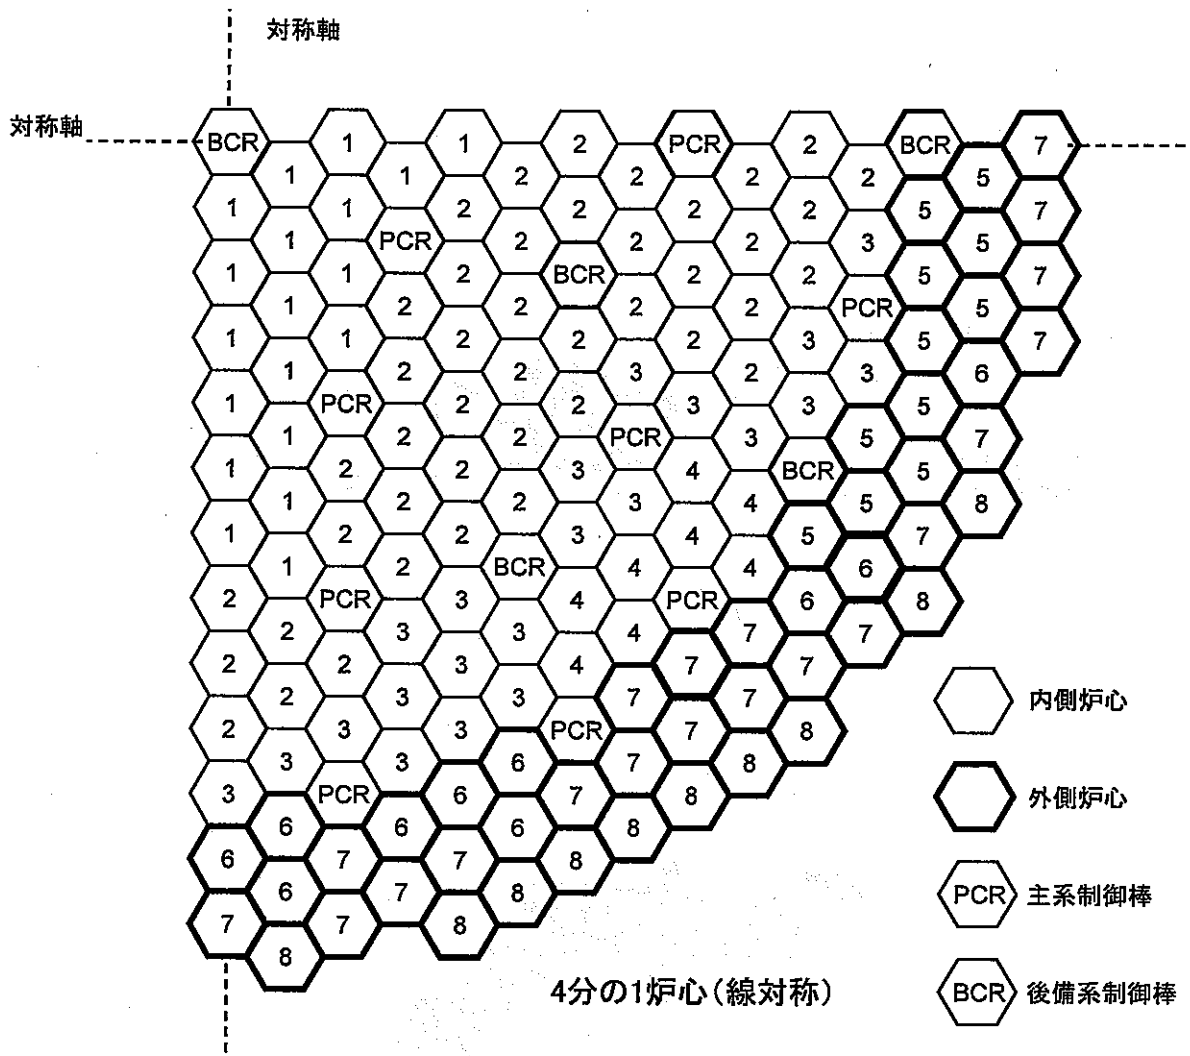 対称軸
対称軸
BCR 1 1 2 PCR 2 BCR 7
1 1 2 2 2 2 5
1 1 2 2 2 2 5 7
1 PCR 2 2 2 3 5
1 1 2 BCR 2 2 5 7
1 2 2 2 2 PCR 5
1 1 2 2 2 3 5 7
1 2 2 3 2 3 6
1 PCR 2 2 3 3 5
1 2 2 PCR 3 5 7
1 2 2 3 4 BCR 5
1 2 2 3 4 5 8
1 2 2 3 4 5 7
1 2 BCR 4 4 6
2 PCR 3 4 PCR 6 8
2 3 3 4 7 7
2 2 3 4 7 7
2 3 3 7 7
2 3 3 PCR 7 8
3 3 6 7 8
3 PCR 6 7 8
6 6 6 8
6 7 7 8
6 7 8
7 7 8
8
内側炉心
外側炉心
PCR 主系制御棒
BCR 後備系制御棒
4分の1炉心(線対称)